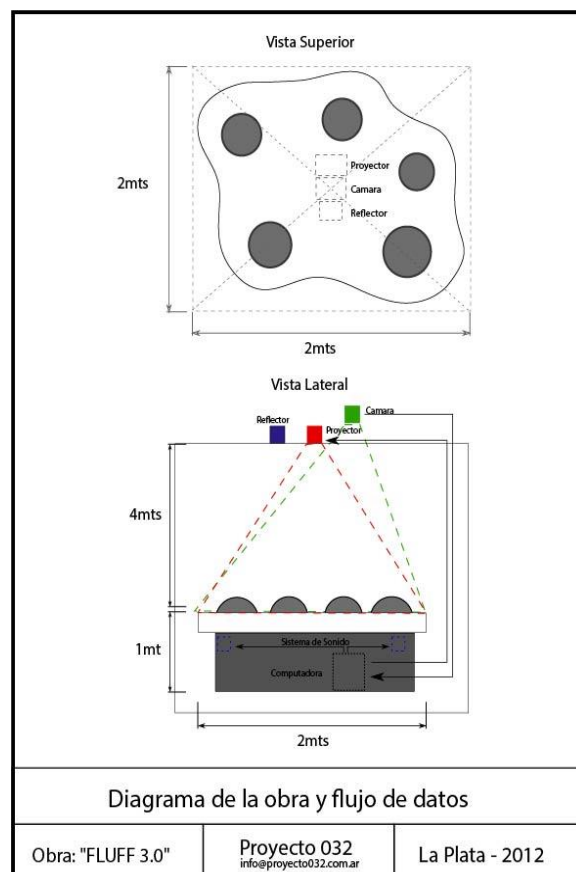 Vista Superior
2mts
Proyector
Camara
Reflector
2mts
Vista Lateral
Camara
Reflector
Proyector
4mts
1mt
Sistema de Sonido
Computadora
2mts
Diagrama de la obra y flujo de datos
Obra: "FLUFF 3.0"
Proyecto 032
info@proyecto032.com.ar
La Plata - 2012